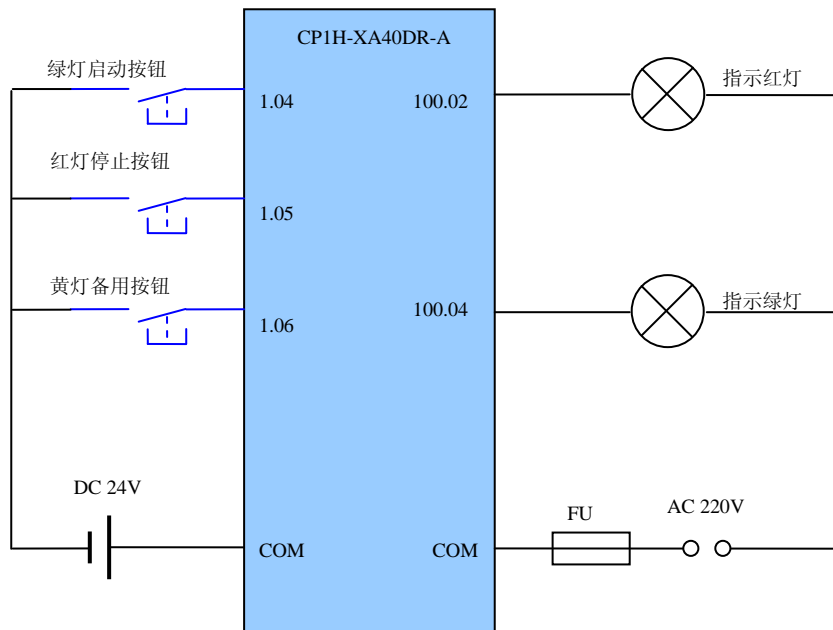 CP1H-XA40DR-A
绿灯启动按钮
1.04
100.02
指示红灯
红灯停止按钮
1.05
黄灯备用按钮
1.06
100.04
指示绿灯
DC 24V
COM
COM
FU
AC 220V